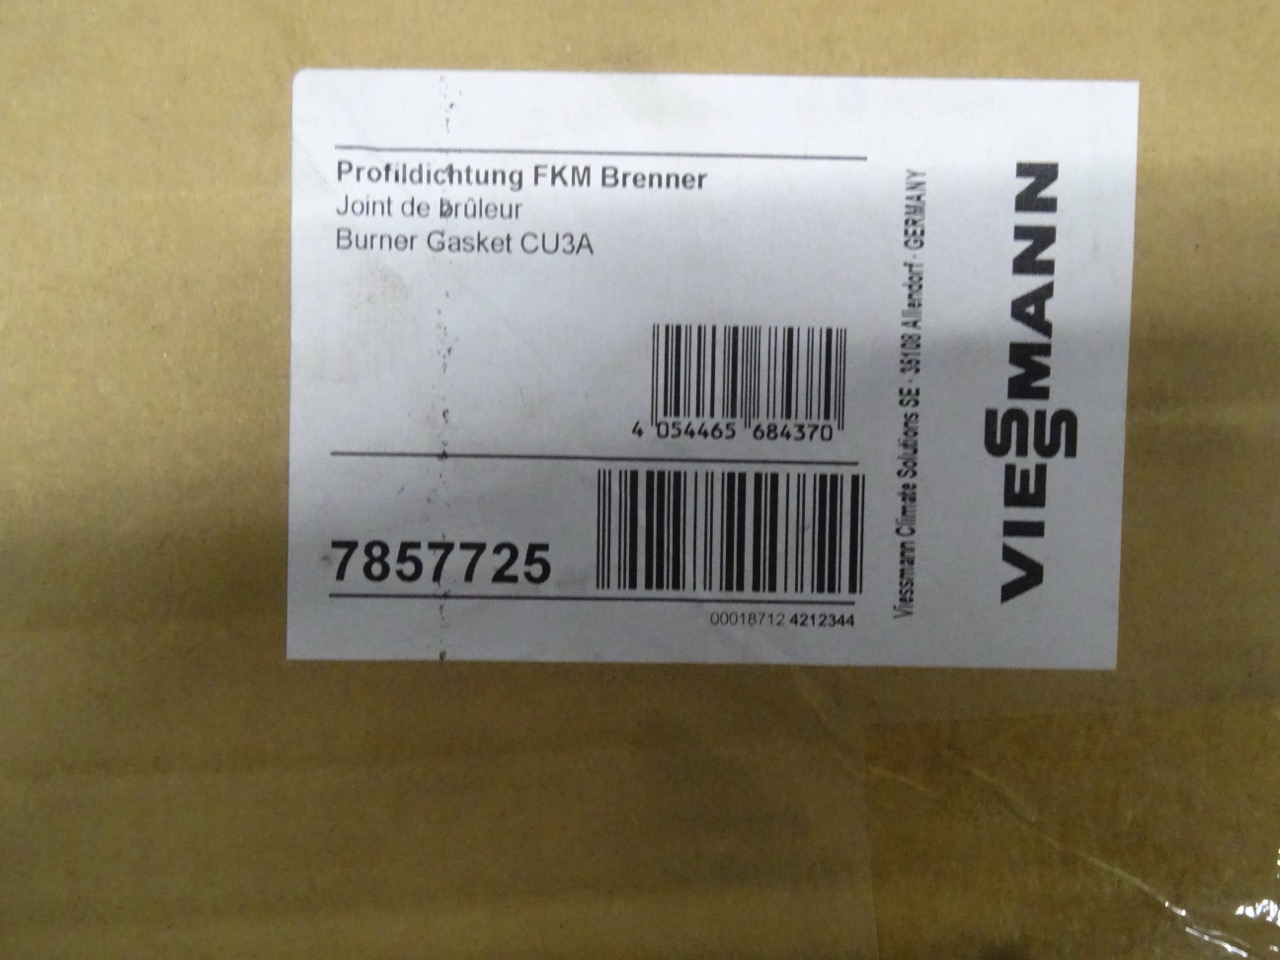 Profildichtung FKM Brenner
Joint de brûleur
Burner Gasket CU3A
4 054465 684370
7857725
00018712 4212344
Viessmann Climate Solutions SE · 35108 Allendorf · GERMANY
VIESSMANN